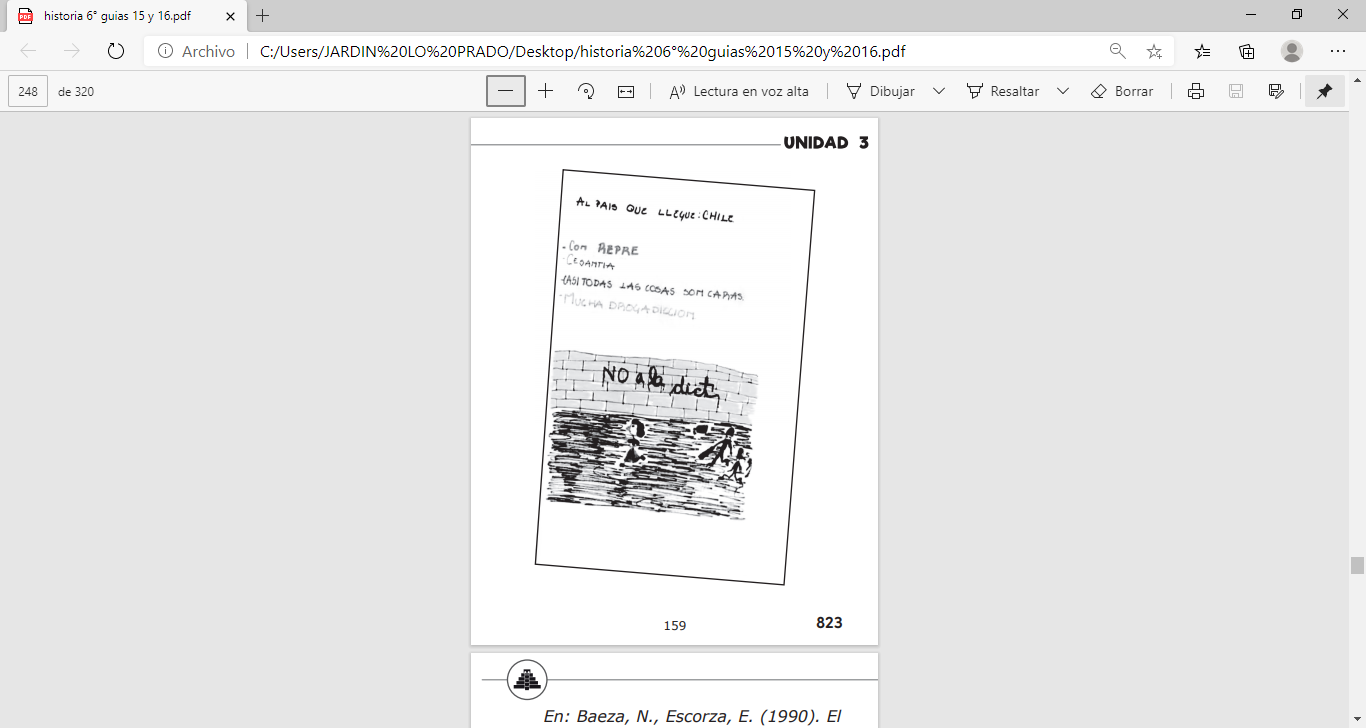 historia 6° guias 15 y 16.pdf
Archivo
C:/Users/JARDIN%20LO%20PRADO/Desktop/historia%206°%20guias%2015%20y%2016.pdf
248 de 320
Lectura en voz alta
Dibujar
Resaltar
Borrar
UNIDAD 3
AL PAIS QUE LLEGUE: CHILE
- CON REPRE
- CESANTIA
- CASI TODAS LAS COSAS SON CARAS.
- MUCHA DROGADICCION
NO a la dict
159
823
En: Baeza, N., Escorza, E. (1990). El